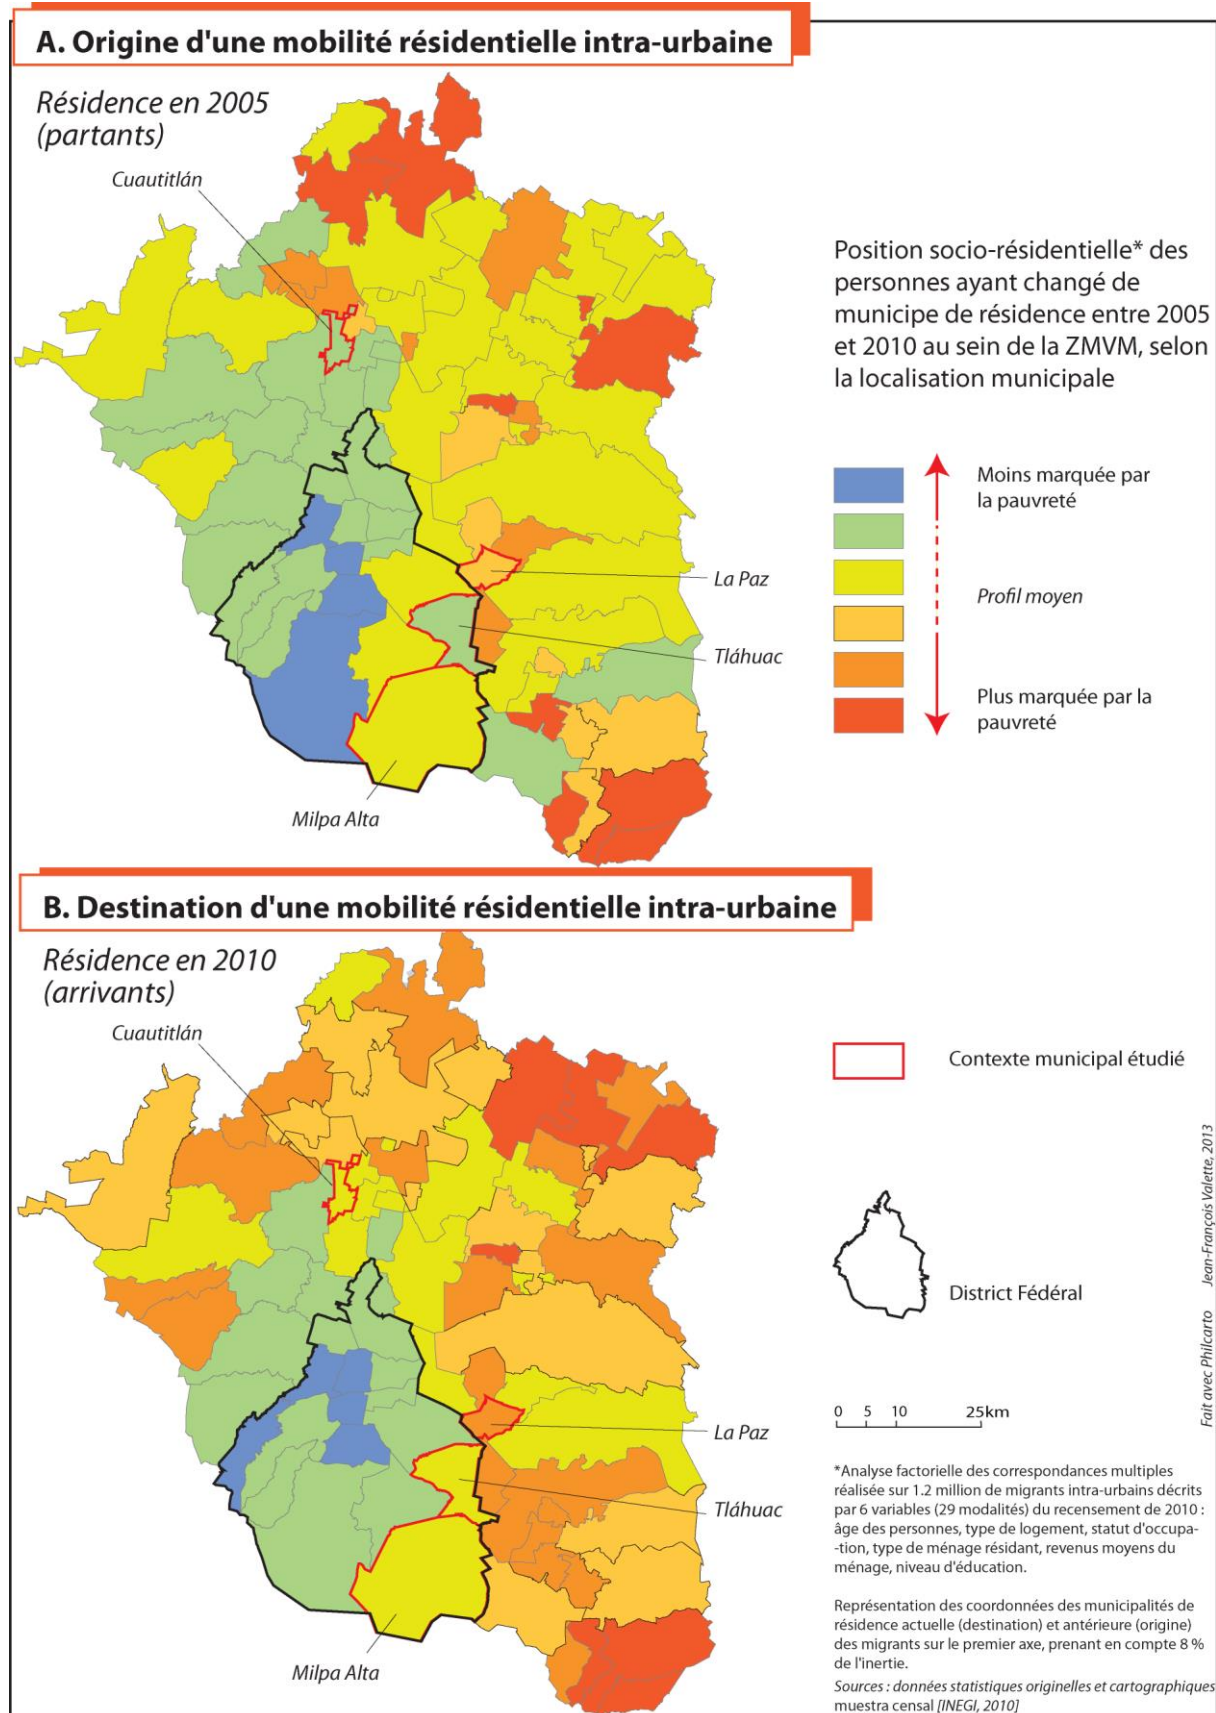 A. Origine d'une mobilité résidentielle intra-urbaine
Résidence en 2005
(partants)
Cuautitlán
La Paz
Tláhuac
Milpa Alta
Position socio-résidentielle* des
personnes ayant changé de
municipe de résidence entre 2005
et 2010 au sein de la ZMVM, selon
la localisation municipale
Moins marquée par
la pauvreté
Profil moyen
Plus marquée par la
pauvreté
B. Destination d'une mobilité résidentielle intra-urbaine
Résidence en 2010
(arrivants)
Cuautitlán
La Paz
Tláhuac
Milpa Alta
Contexte municipal étudié
District Fédéral
0 5 10 25km
*Analyse factorielle des correspondances multiples
réalisée sur 1.2 million de migrants intra-urbains décrits
par 6 variables (29 modalités) du recensement de 2010 :
âge des personnes, type de logement, statut d'occupa-
-tion, type de ménage résidant, revenus moyens du
ménage, niveau d'éducation.
Représentation des coordonnées des municipalités de
résidence actuelle (destination) et antérieure (origine)
des migrants sur le premier axe, prenant en compte 8 %
de l'inertie.
Sources : données statistiques originelles et cartographiques
muestra censal [INEGI, 2010]
Fait avec Philcarto Jean-François Valette, 2013